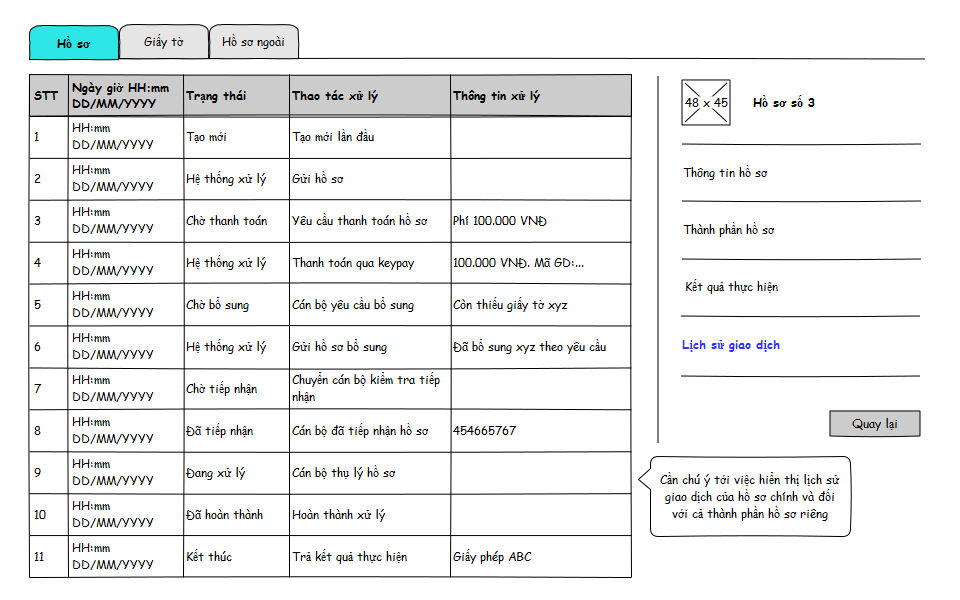 Hồ sơ
Giấy tờ
Hồ sơ ngoài
STT
Ngày giờ HH:mm
DD/MM/YYYY
Trạng thái
Thao tác xử lý
Thông tin xử lý
1
HH:mm
DD/MM/YYYY
Tạo mới
Tạo mới lần đầu
2
HH:mm
DD/MM/YYYY
Hệ thống xử lý
Gửi hồ sơ
3
HH:mm
DD/MM/YYYY
Chờ thanh toán
Yêu cầu thanh toán hồ sơ
Phí 100.000 VNĐ
4
HH:mm
DD/MM/YYYY
Hệ thống xử lý
Thanh toán qua keypay
100.000 VNĐ. Mã GD:...
5
HH:mm
DD/MM/YYYY
Chờ bổ sung
Cán bộ yêu cầu bổ sung
Còn thiếu giấy tờ xyz
6
HH:mm
DD/MM/YYYY
Hệ thống xử lý
Gửi hồ sơ bổ sung
Đã bổ sung xyz theo yêu cầu
7
HH:mm
DD/MM/YYYY
Chờ tiếp nhận
Chuyển cán bộ kiểm tra tiếp
nhận
8
HH:mm
DD/MM/YYYY
Đã tiếp nhận
Cán bộ đã tiếp nhận hồ sơ
454665767
9
HH:mm
DD/MM/YYYY
Đang xử lý
Cán bộ thụ lý hồ sơ
10
HH:mm
DD/MM/YYYY
Đã hoàn thành
Hoàn thành xử lý
11
HH:mm
DD/MM/YYYY
Kết thúc
Trả kết quả thực hiện
Giấy phép ABC
48 x 45
Hồ sơ số 3
Thông tin hồ sơ
Thành phần hồ sơ
Kết quả thực hiện
Lịch sử giao dịch
Quay lại
Cần chú ý tới việc hiển thị lịch sử
giao dịch của hồ sơ chính và đối
với cả thành phần hồ sơ riêng